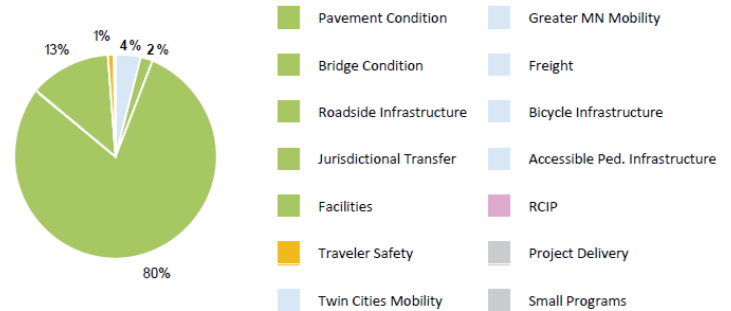 1%
4%
2%
13%
80%
Pavement Condition
Bridge Condition
Roadside Infrastructure
Jurisdictional Transfer
Facilities
Traveler Safety
Twin Cities Mobility
Greater MN Mobility
Freight
Bicycle Infrastructure
Accessible Ped. Infrastructure
RCIP
Project Delivery
Small Programs